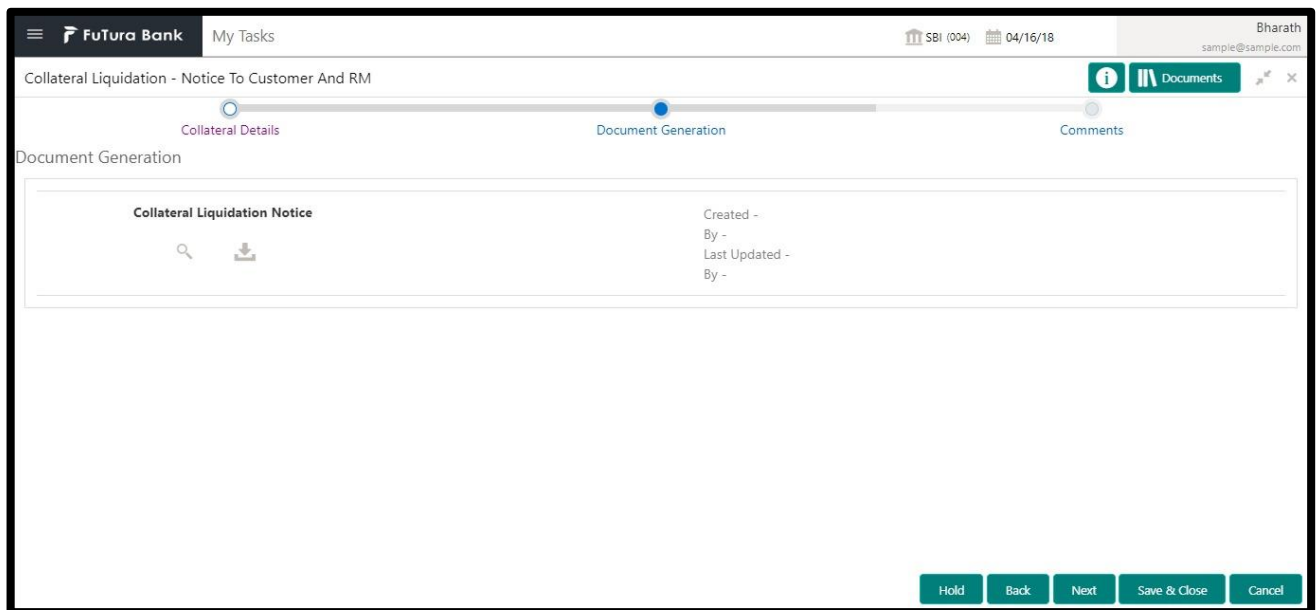 FuTura Bank My Tasks SBI (004) 04/16/18 Bharath
sample@sample.com
Collateral Liquidation - Notice To Customer And RM i Documents
Collateral Details Document Generation Comments
Document Generation
Collateral Liquidation Notice Created -
By -
Last Updated -
By -
Hold Back Next Save & Close Cancel